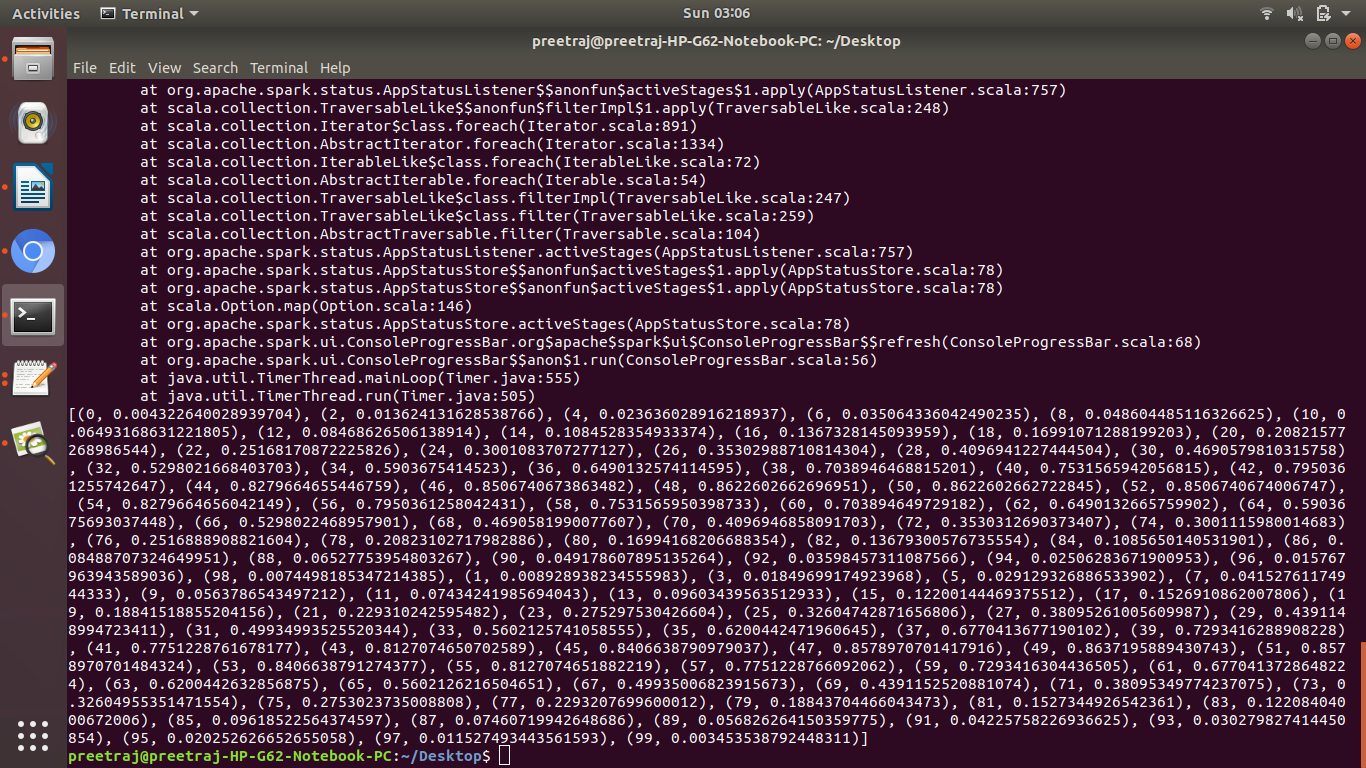 Activities Terminal Sun 03:06
preetraj@preetraj-HP-G62-Notebook-PC: ~/Desktop
File Edit View Search Terminal Help
at org.apache.spark.status.AppStatusListener$$anonfun$activeStages$1.apply(AppStatusListener.scala:757)
at scala.collection.TraversableLike$$anonfun$filterImpl$1.apply(TraversableLike.scala:248)
at scala.collection.Iterator$class.foreach(Iterator.scala:891)
at scala.collection.AbstractIterator.foreach(Iterator.scala:1334)
at scala.collection.IterableLike$class.foreach(IterableLike.scala:72)
at scala.collection.AbstractIterable.foreach(Iterable.scala:54)
at scala.collection.TraversableLike$class.filterImpl(TraversableLike.scala:247)
at scala.collection.TraversableLike$class.filter(TraversableLike.scala:259)
at scala.collection.AbstractTraversable.filter(Traversable.scala:104)
at org.apache.spark.status.AppStatusListener.activeStages(AppStatusListener.scala:757)
at org.apache.spark.status.AppStatusStore$$anonfun$activeStages$1.apply(AppStatusStore.scala:78)
at org.apache.spark.status.AppStatusStore$$anonfun$activeStages$1.apply(AppStatusStore.scala:78)
at scala.Option.map(Option.scala:146)
at org.apache.spark.status.AppStatusStore.activeStages(AppStatusStore.scala:78)
at org.apache.spark.ui.ConsoleProgressBar.org$apache$spark$ui$ConsoleProgressBar$$refresh(ConsoleProgressBar.scala:68)
at org.apache.spark.ui.ConsoleProgressBar$$anon$1.run(ConsoleProgressBar.scala:56)
at java.util.TimerThread.mainLoop(Timer.java:555)
at java.util.TimerThread.run(Timer.java:505)
[(0, 0.004322640028939704), (2, 0.013624131628538766), (4, 0.023636028916218937), (6, 0.035064336042490235), (8, 0.048604485116326625), (10, 0
.06493168631221805), (12, 0.08468626506138914), (14, 0.1084528354933374), (16, 0.1367328145093959), (18, 0.16991071288199203), (20, 0.20821577
268986544), (22, 0.25168170872225826), (24, 0.3001083707277127), (26, 0.35302988710814304), (28, 0.4096941227444504), (30, 0.4690579810315758)
, (32, 0.5298021668403703), (34, 0.5903675414523), (36, 0.6490132574114595), (38, 0.7038946468815201), (40, 0.7531565942056815), (42, 0.795036
1255742647), (44, 0.8279664655446759), (46, 0.8506740673863482), (48, 0.8622602662696951), (50, 0.8622602662722845), (52, 0.8506740674006747),
(54, 0.8279664656042149), (56, 0.7950361258042431), (58, 0.7531565950398733), (60, 0.703894649729182), (62, 0.6490132665759902), (64, 0.59036
75693037448), (66, 0.5298022468957901), (68, 0.4690581990077607), (70, 0.4096946858091703), (72, 0.3530312690373407), (74, 0.3001115980014683)
, (76, 0.2516888908821604), (78, 0.20823102717982886), (80, 0.16994168206688354), (82, 0.13679300576735554), (84, 0.1085650140531901), (86, 0.
08488707324649951), (88, 0.06527753954803267), (90, 0.049178607895135264), (92, 0.03598457311087566), (94, 0.02506283671900953), (96, 0.015767
963943589036), (98, 0.0074498185347214385), (1, 0.008928938234555983), (3, 0.01849699174923968), (5, 0.029129326886533902), (7, 0.041527611774
44333), (9, 0.0563786543497212), (11, 0.07434241985694043), (13, 0.09603439563512933), (15, 0.12200144469375512), (17, 0.1526910862007806), (1
9, 0.18841518855204156), (21, 0.229310242595482), (23, 0.275297530426604), (25, 0.32604742871656806), (27, 0.38095261005609987), (29, 0.439114
8994723411), (31, 0.49934993525520344), (33, 0.5602125741058555), (35, 0.6200442471960645), (37, 0.6770413677190102), (39, 0.7293416288908228)
, (41, 0.7751228761678177), (43, 0.8127074650702589), (45, 0.8406638790979037), (47, 0.8578970701417916), (49, 0.8637195889430743), (51, 0.857
8970701484324), (53, 0.8406638791274377), (55, 0.8127074651882219), (57, 0.7751228766092062), (59, 0.7293416304436505), (61, 0.677041372864822
4), (63, 0.6200442632856875), (65, 0.5602126216504651), (67, 0.49935006823915673), (69, 0.4391152520881074), (71, 0.38095349774237075), (73, 0
.32604955351471554), (75, 0.2753023735008808), (77, 0.2293207699600012), (79, 0.18843704466043473), (81, 0.1527344926542361), (83, 0.122084040
00672006), (85, 0.09618522564374597), (87, 0.07460719942648686), (89, 0.056826264150359775), (91, 0.04225758226936625), (93, 0.030279827414450
854), (95, 0.020252626652655058), (97, 0.011527493443561593), (99, 0.003453538792448311)]
preetraj@preetraj-HP-G62-Notebook-PC:~/Desktop$